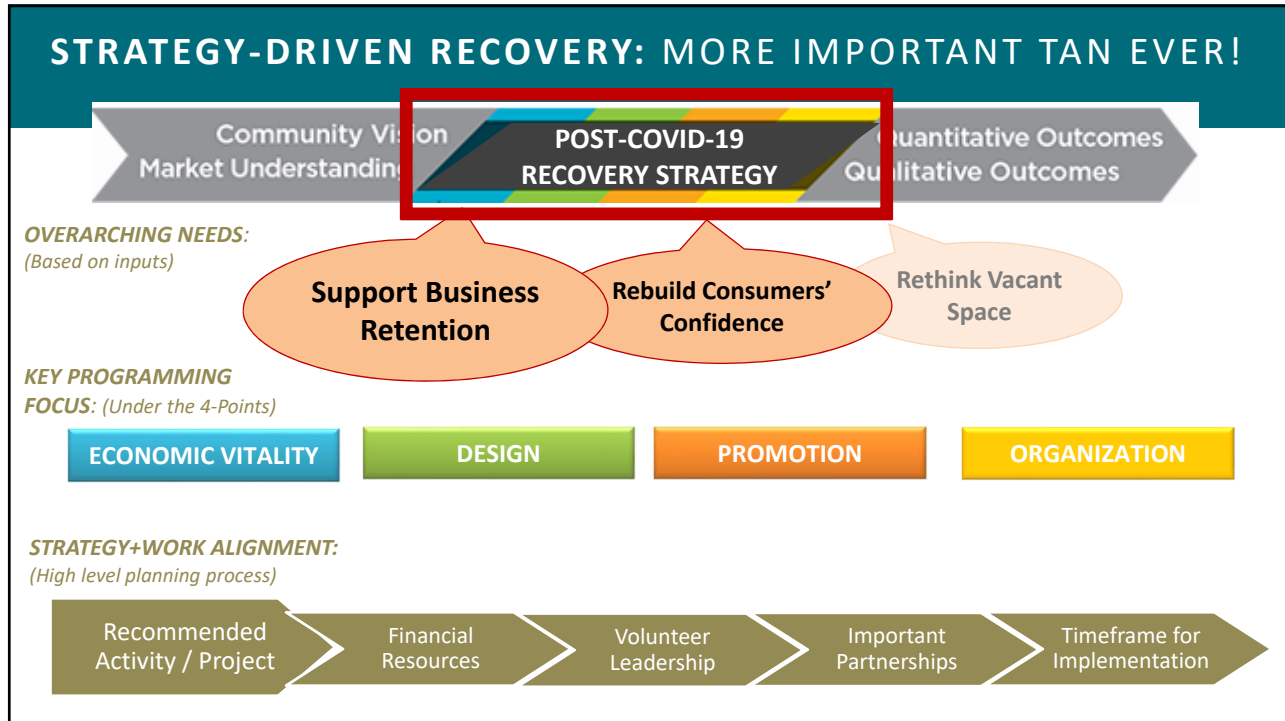 STRATEGY-DRIVEN RECOVERY: MORE IMPORTANT TAN EVER!
Community Vision
Market Understanding
POST-COVID-19
RECOVERY STRATEGY
Quantitative Outcomes
Qualitative Outcomes
OVERARCHING NEEDS:
(Based on inputs)
Support Business
Retention
Rebuild Consumers’
Confidence
Rethink Vacant
Space
KEY PROGRAMMING
FOCUS: (Under the 4-Points)
ECONOMIC VITALITY
DESIGN
PROMOTION
ORGANIZATION
STRATEGY+WORK ALIGNMENT:
(High level planning process)
Recommended
Activity / Project
Financial
Resources
Volunteer
Leadership
Important
Partnerships
Timeframe for
Implementation